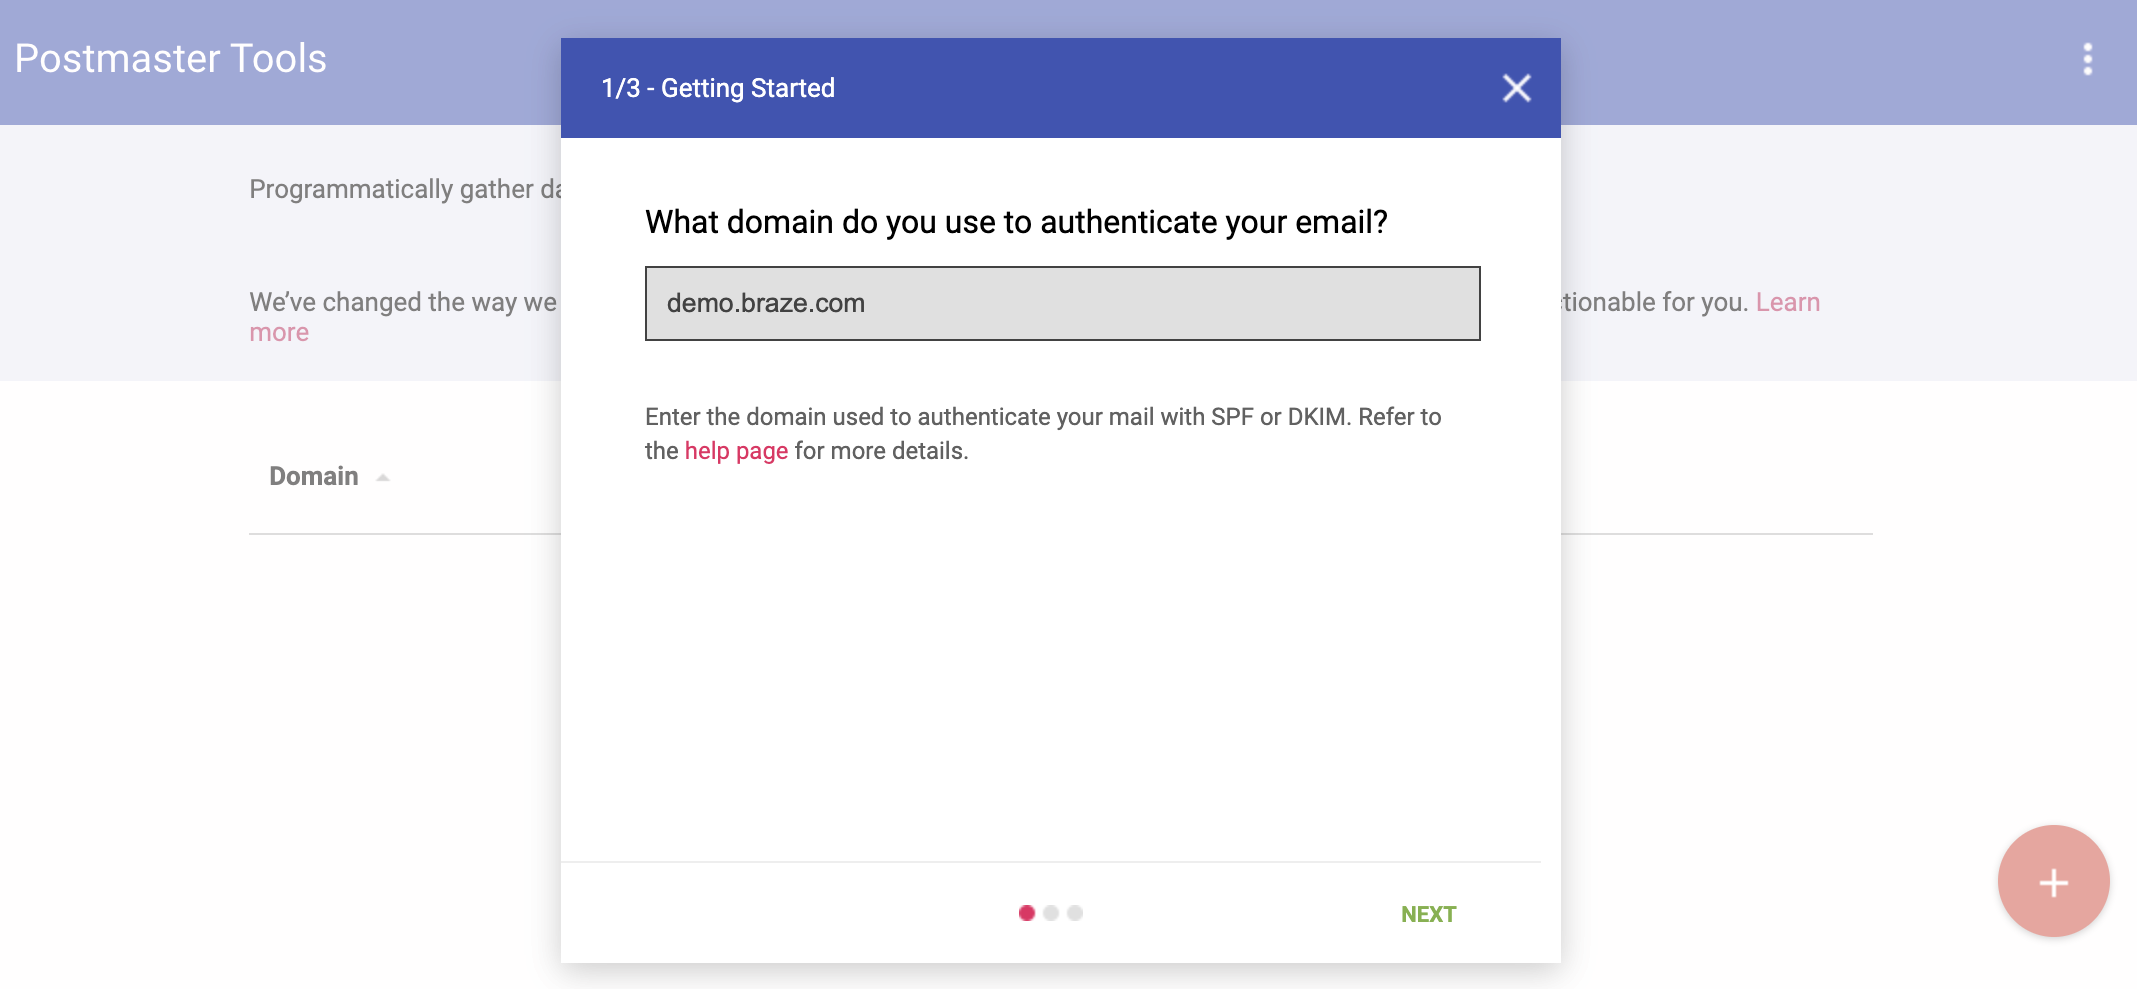 Postmaster Tools
1/3 - Getting Started
Programmatically gather
What domain do you use to authenticate your email?
demo.braze.com
We've changed the way we
tionable for you. Learn
more
Enter the domain used to authenticate your mail with SPF or DKIM. Refer to
the help page for more details.
Domain
NEXT